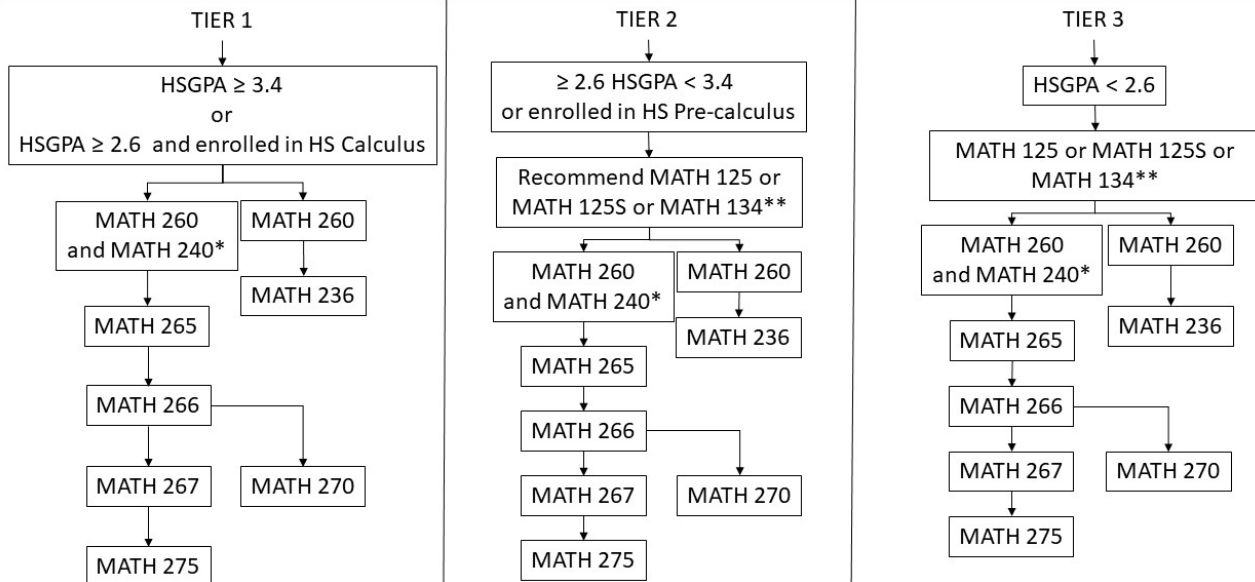 TIER 1
HSGPA ≥ 3.4
or
HSGPA ≥ 2.6 and enrolled in HS Calculus
MATH 260
and MATH 240*
MATH 260
MATH 236
MATH 265
MATH 266
MATH 267
MATH 270
MATH 275
TIER 2
≥ 2.6 HSGPA < 3.4
or enrolled in HS Pre-calculus
Recommend MATH 125 or
MATH 125S or MATH 134**
MATH 260
and MATH 240*
MATH 260
MATH 236
MATH 265
MATH 266
MATH 267
MATH 270
MATH 275
TIER 3
HSGPA < 2.6
MATH 125 or MATH 125S or
MATH 134**
MATH 260
and MATH 240*
MATH 260
MATH 236
MATH 265
MATH 266
MATH 267
MATH 270
MATH 275